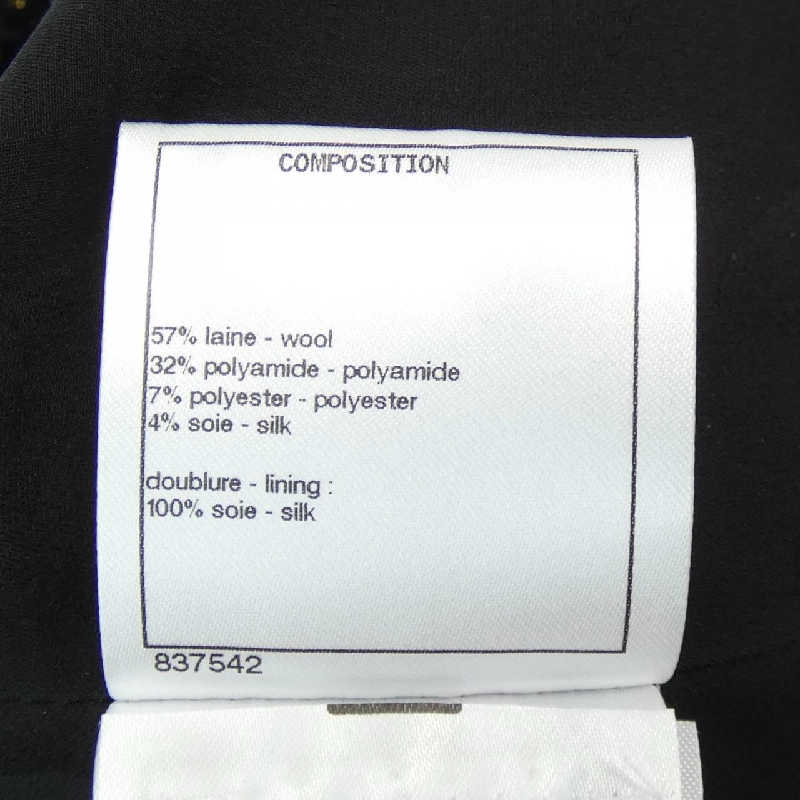 COMPOSITION
57% laine - wool
32% polyamide - polyamide
7% polyester - polyester
4% soie - silk
doublure - lining :
100% soie - silk
837542